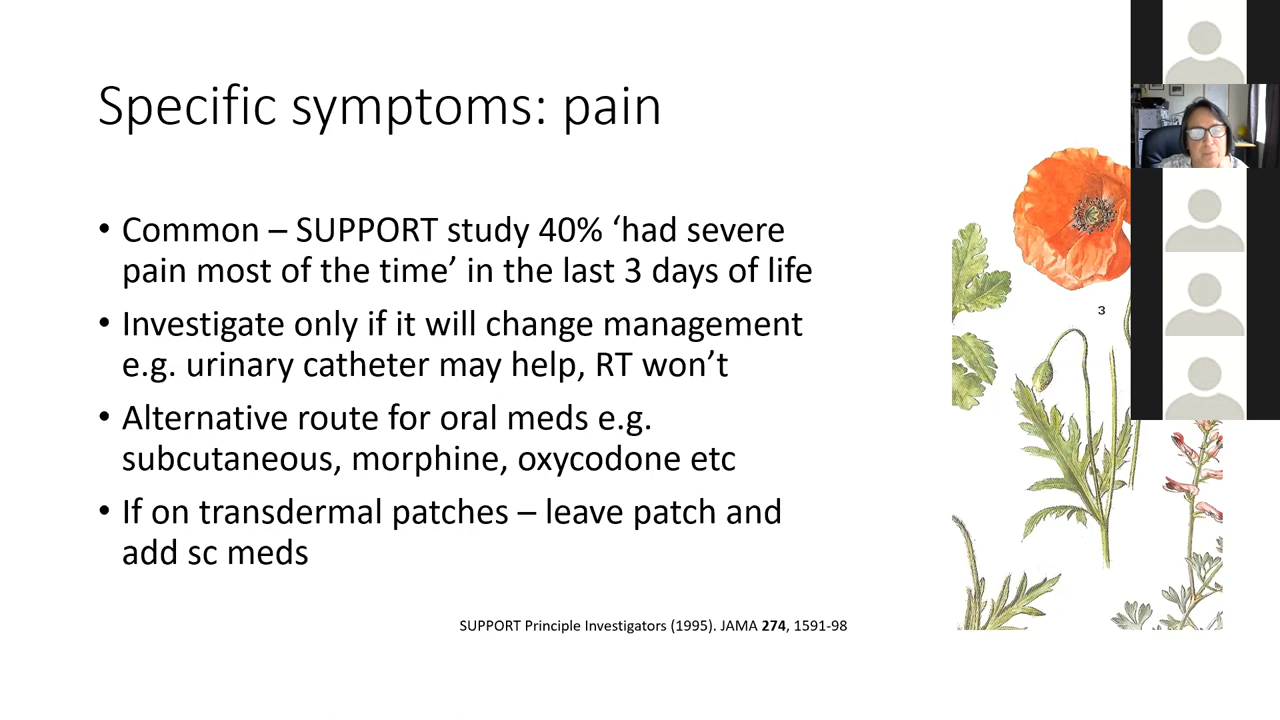 Specific symptoms: pain
• Common – SUPPORT study 40% ‘had severe
pain most of the time’ in the last 3 days of life
• Investigate only if it will change management
e.g. urinary catheter may help, RT won’t
• Alternative route for oral meds e.g.
subcutaneous, morphine, oxycodone etc
• If on transdermal patches – leave patch and
add sc meds
3
SUPPORT Principle Investigators (1995). JAMA 274, 1591-98